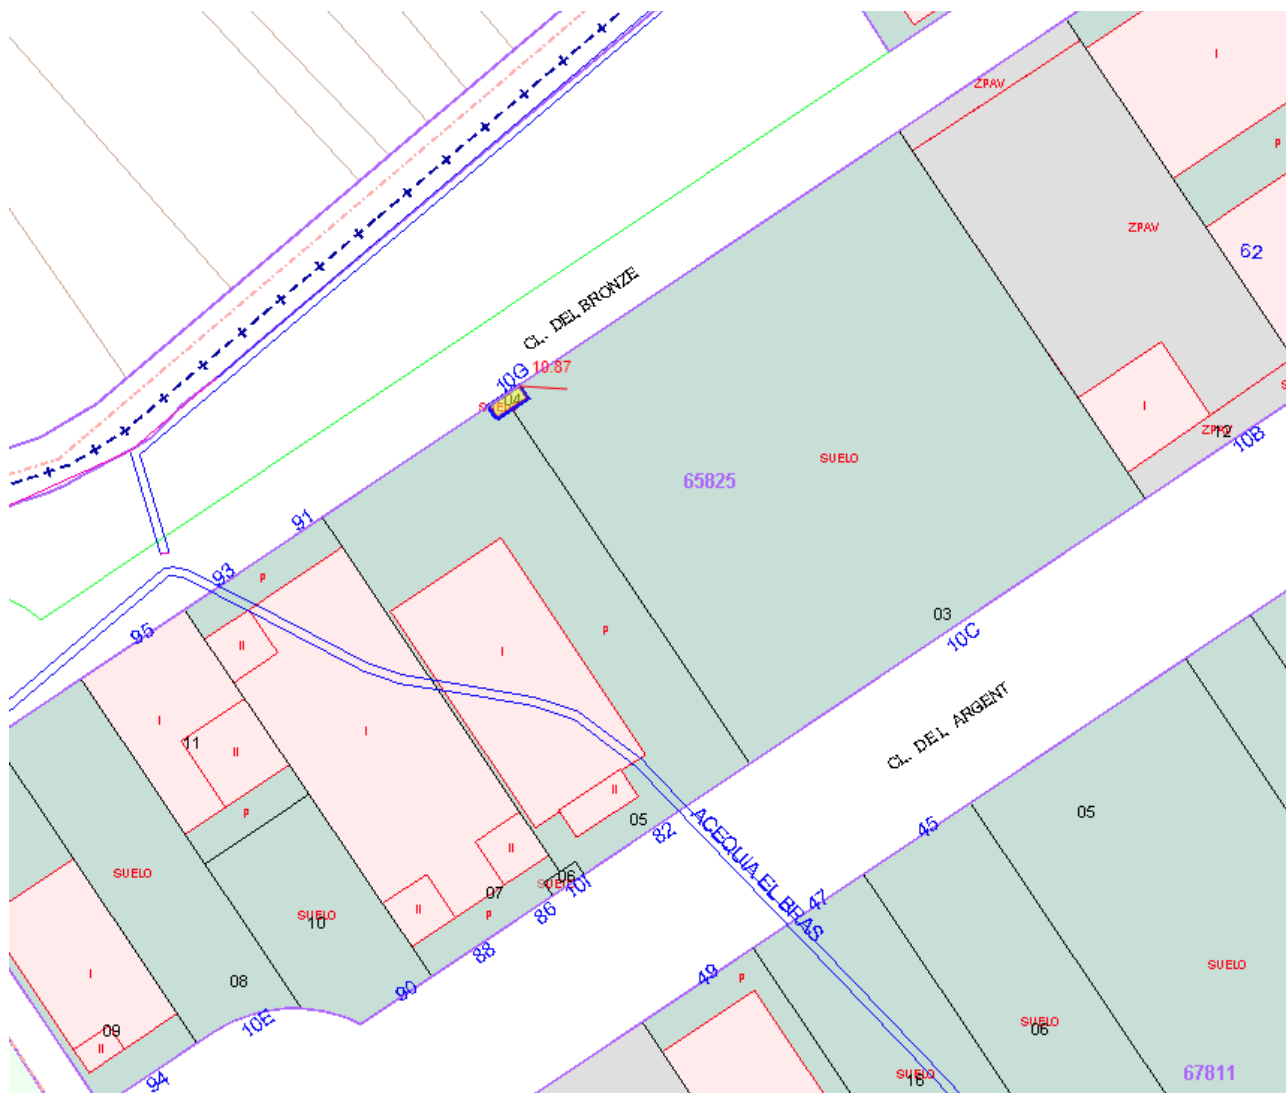 I
ZPAV
P
ZPAV
62
CL. DEL BRONZE
10G
10.87
SUELO
04
I
S
ZPAV
12
10B
SUELO
65825
91
P
93
95
II
I
P
03
10C
CL. DEL ARGENT
I
11
II
I
P
II
05
82
ACEQUIA EL BRAS
45
05
SUELO
II
06
10I
07
II
P
86
88
47
SUELO
10
90
08
10E
49
P
SUELO
I
09
II
94
SUELO
06
SUELO
16
67811